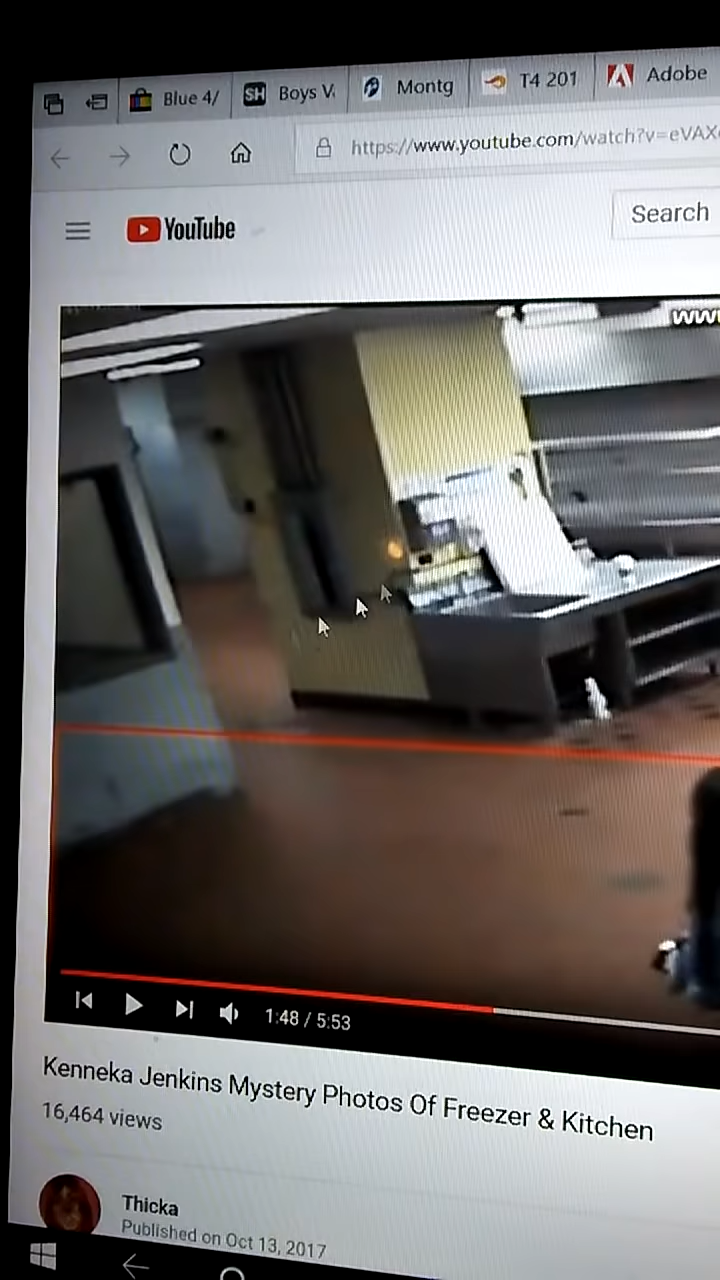 Blue 4/ SH Boys V. Montg T4 201 Adobe
https://www.youtube.com/watch?v=eVAX
YouTube Search
www
1:48 / 5:53
Kenneka Jenkins Mystery Photos Of Freezer & Kitchen
16,464 views
Thicka
Published on Oct 13, 2017